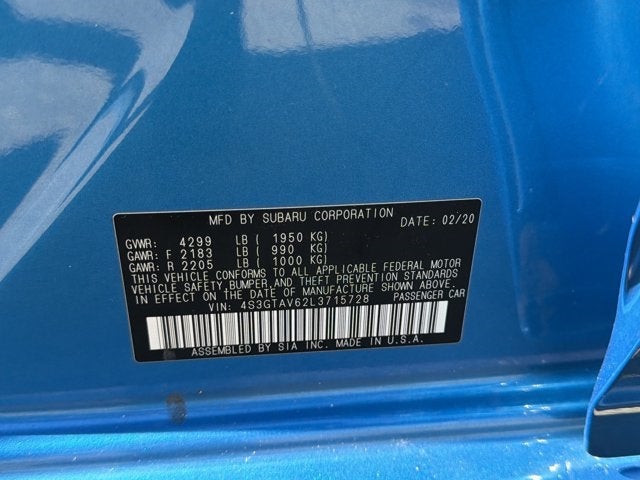 MFD BY SUBARU CORPORATION DATE: 02/20
GVWR: 4299 LB ( 1950 KG)
GAWR: F 2183 LB ( 990 KG)
GAWR: R 2205 LB ( 1000 KG)
THIS VEHICLE CONFORMS TO ALL APPLICABLE FEDERAL MOTOR
VEHICLE SAFETY, BUMPER, AND THEFT PREVENTION STANDARDS
IN EFFECT ON THE DATE OF MANUFACTURE SHOWN ABOVE.
VIN: 4S3GTAV62L3715728 PASSENGER CAR
ASSEMBLED BY SIA INC. MADE IN U.S.A.